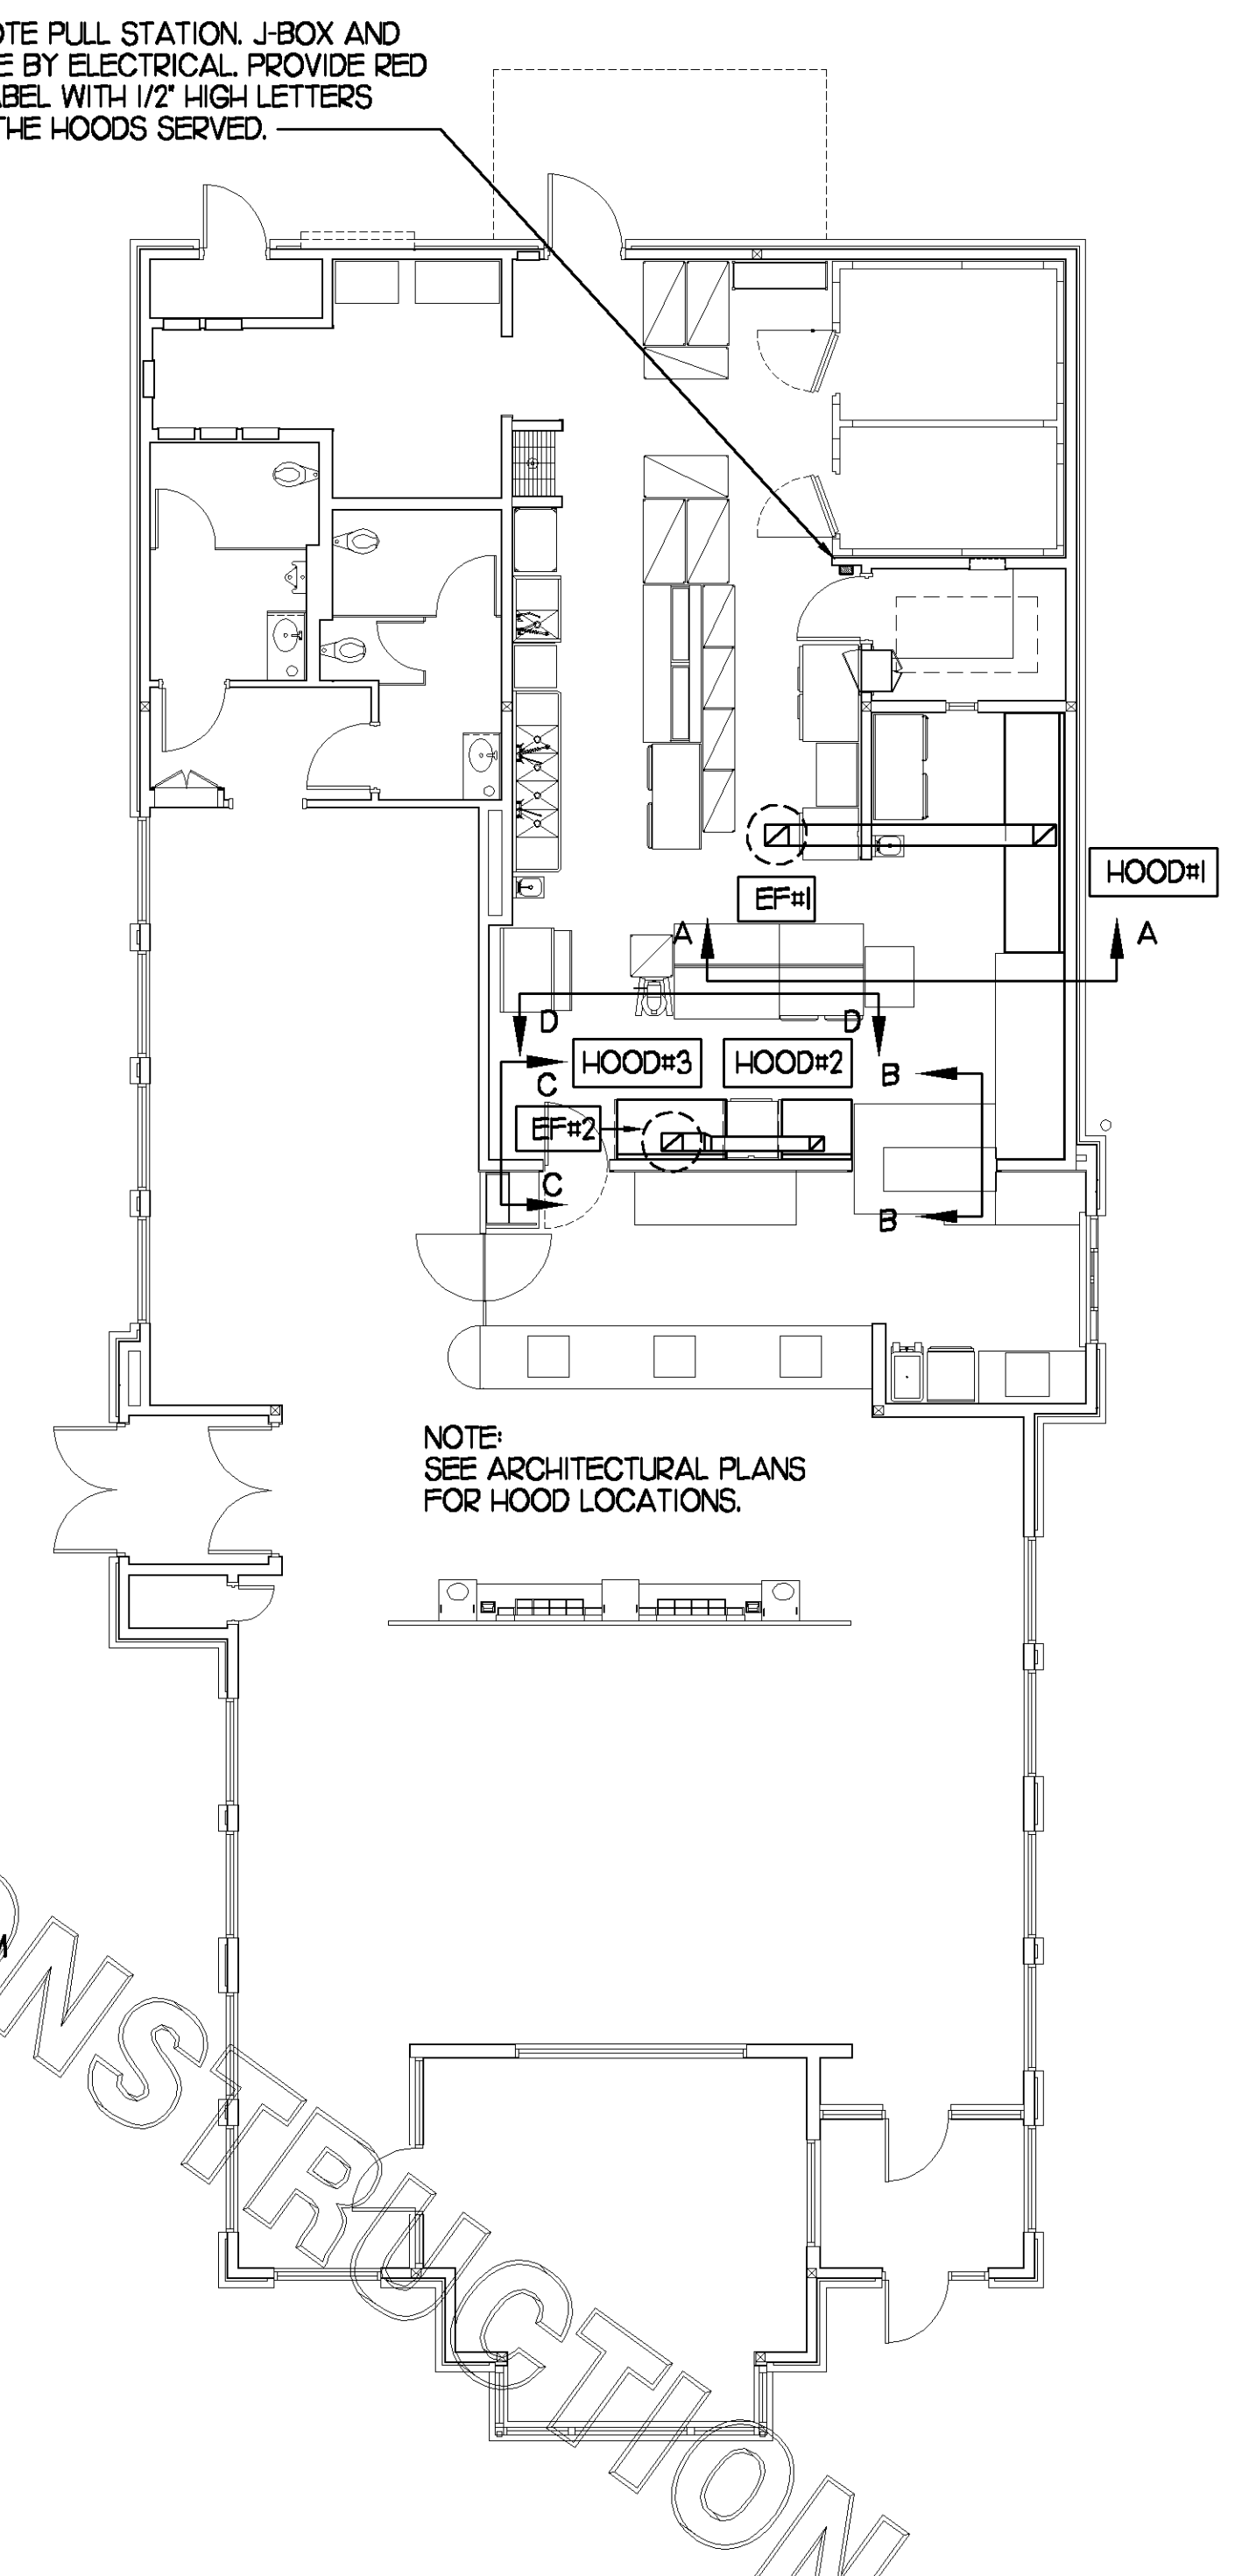 OTE PULL STATION. J-BOX AND
E BY ELECTRICAL. PROVIDE RED
ABEL WITH 1/2" HIGH LETTERS
THE HOODS SERVED.
HOOD#1
EF#1
A
A
D
D
HOOD#3
HOOD#2
B
C
EF#2
C
B
NOTE:
SEE ARCHITECTURAL PLANS
FOR HOOD LOCATIONS.
ONSTRUCTION